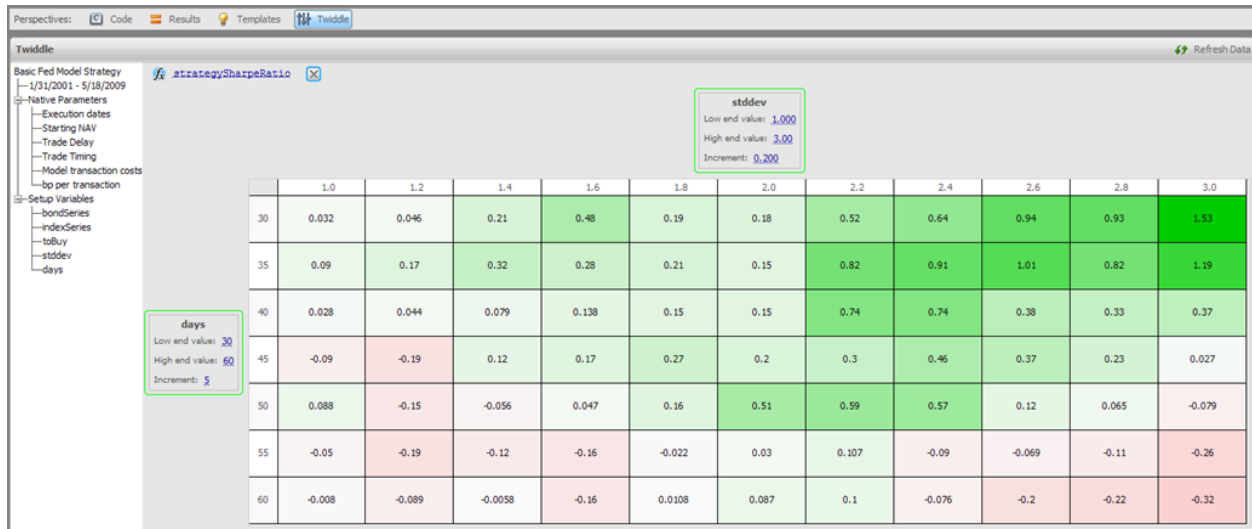 Perspectives: Code Results Templates Twiddle
Twiddle Refresh Data
Basic Fed Model Strategy
1/31/2001 - 5/18/2009
Native Parameters
Execution dates
Starting NAV
Trade Delay
Trade Timing
Model transaction costs
bp per transaction
Setup Variables
bondSeries
indexSeries
toBuy
stddev
days
fx strategySharpeRatio
stddev
Low end value: 1.000
High end value: 3.00
Increment: 0.200
days
Low end value: 30
High end value: 60
Increment: 5
1.0 1.2 1.4 1.6 1.8 2.0 2.2 2.4 2.6 2.8 3.0
30 0.032 0.046 0.21 0.48 0.19 0.18 0.52 0.64 0.94 0.93 1.53
35 0.09 0.17 0.32 0.28 0.21 0.15 0.82 0.91 1.01 0.82 1.19
40 0.028 0.044 0.079 0.138 0.15 0.15 0.74 0.74 0.38 0.33 0.37
45 -0.09 -0.19 0.12 0.17 0.27 0.2 0.3 0.46 0.37 0.23 0.027
50 0.088 -0.15 -0.056 0.047 0.16 0.51 0.59 0.57 0.12 0.065 -0.079
55 -0.05 -0.19 -0.12 -0.16 -0.022 0.03 0.107 -0.09 -0.069 -0.11 -0.26
60 -0.008 -0.089 -0.0058 -0.16 0.0108 0.087 0.1 -0.076 -0.2 -0.22 -0.32